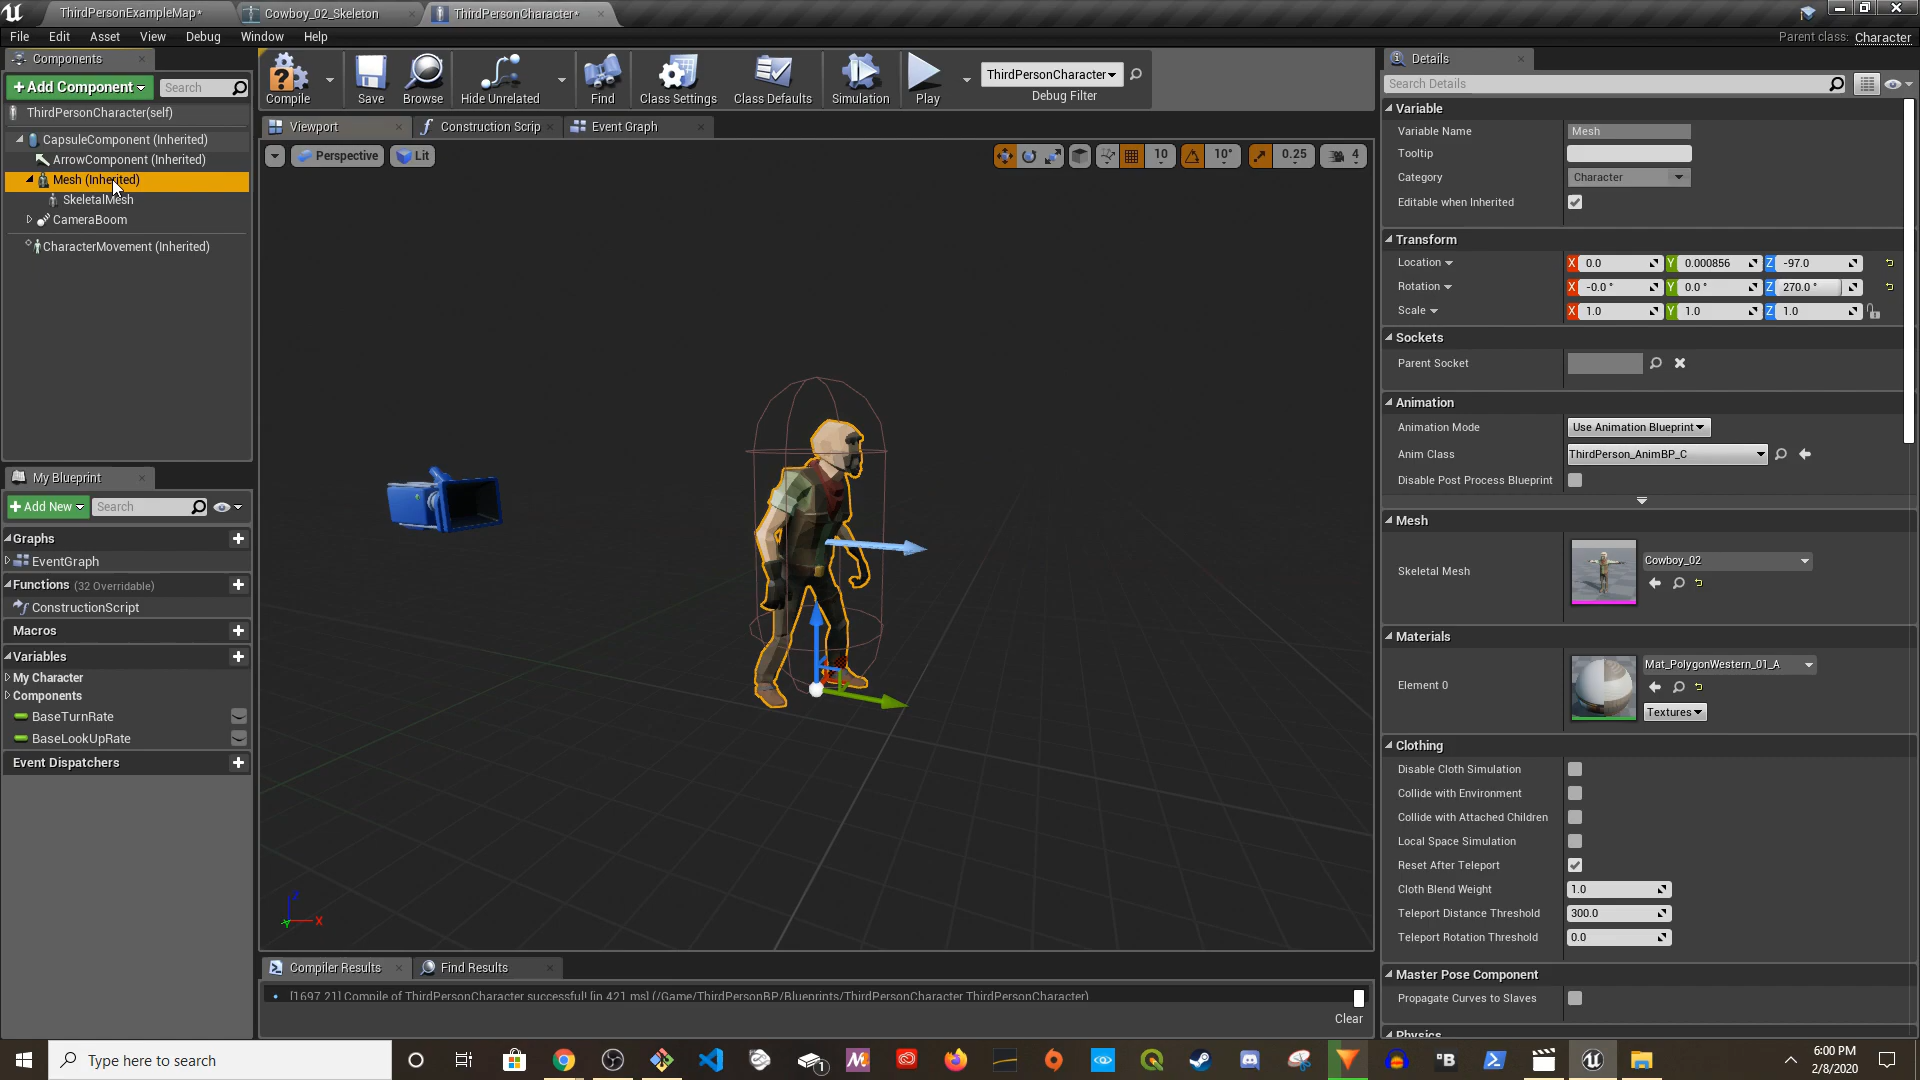 ThirdPersonExampleMap*
Cowboy_02_Skeleton
ThirdPersonCharacter*
File Edit Asset View Debug Window Help
Parent class: Character
Components
+ Add Component
Search
ThirdPersonCharacter(self)
CapsuleComponent (Inherited)
ArrowComponent (Inherited)
Mesh (Inherited)
SkeletalMesh
CameraBoom
CharacterMovement (Inherited)
My Blueprint
+ Add New
Search
Graphs
EventGraph
Functions (32 Overridable)
ConstructionScript
Macros
Variables
My Character
Components
BaseTurnRate
BaseLookUpRate
Event Dispatchers
Compile
Save
Browse
Hide Unrelated
Find
Class Settings
Class Defaults
Simulation
Play
ThirdPersonCharacter
Debug Filter
Viewport
Construction Scrip
Event Graph
Perspective
Lit
10
10°
0.25
4
Z
X
Y
Compiler Results
Find Results
[1697.21] Compile of ThirdPersonCharacter successful! [in 421 ms] (/Game/ThirdPersonBP/Blueprints/ThirdPersonCharacter.ThirdPersonCharacter)
Clear
Details
Search Details
Variable
Variable Name Mesh
Tooltip
Category Character
Editable when Inherited
Transform
Location X 0.0 Y 0.000856 Z -97.0
Rotation X -0.0 ° Y 0.0 ° Z 270.0 °
Scale X 1.0 Y 1.0 Z 1.0
Sockets
Parent Socket
Animation
Animation Mode Use Animation Blueprint
Anim Class ThirdPerson_AnimBP_C
Disable Post Process Blueprint
Mesh
Skeletal Mesh
Cowboy_02
Materials
Element 0
Mat_PolygonWestern_01_A
Textures
Clothing
Disable Cloth Simulation
Collide with Environment
Collide with Attached Children
Local Space Simulation
Reset After Teleport
Cloth Blend Weight 1.0
Teleport Distance Threshold 300.0
Teleport Rotation Threshold 0.0
Master Pose Component
Propagate Curves to Slaves
Physics
Type here to search
1
6:00 PM
2/8/2020